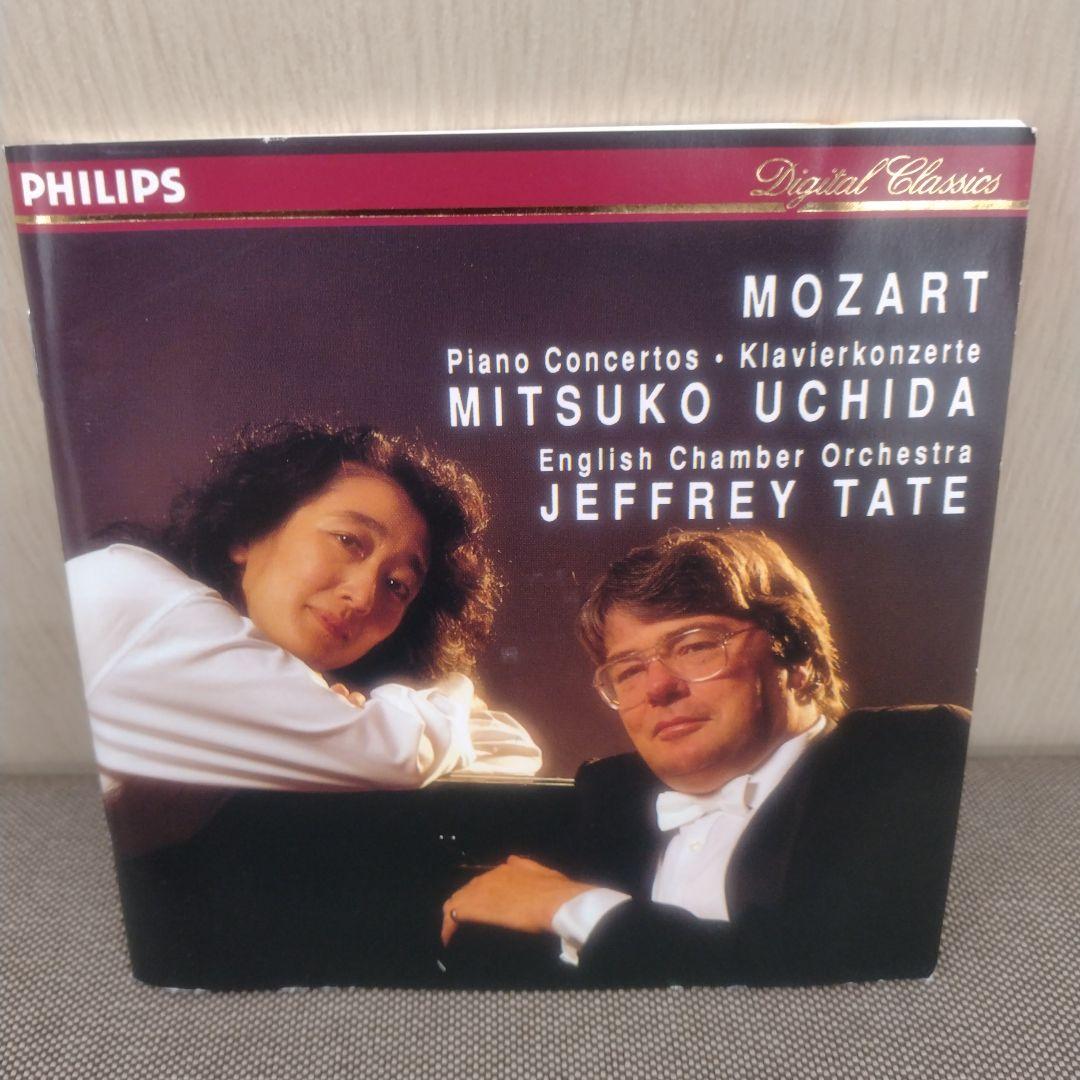 PHILIPS
Digital Classics
MOZART
Piano Concertos • Klavierkonzerte
MITSUKO UCHIDA
English Chamber Orchestra
JEFFREY TATE